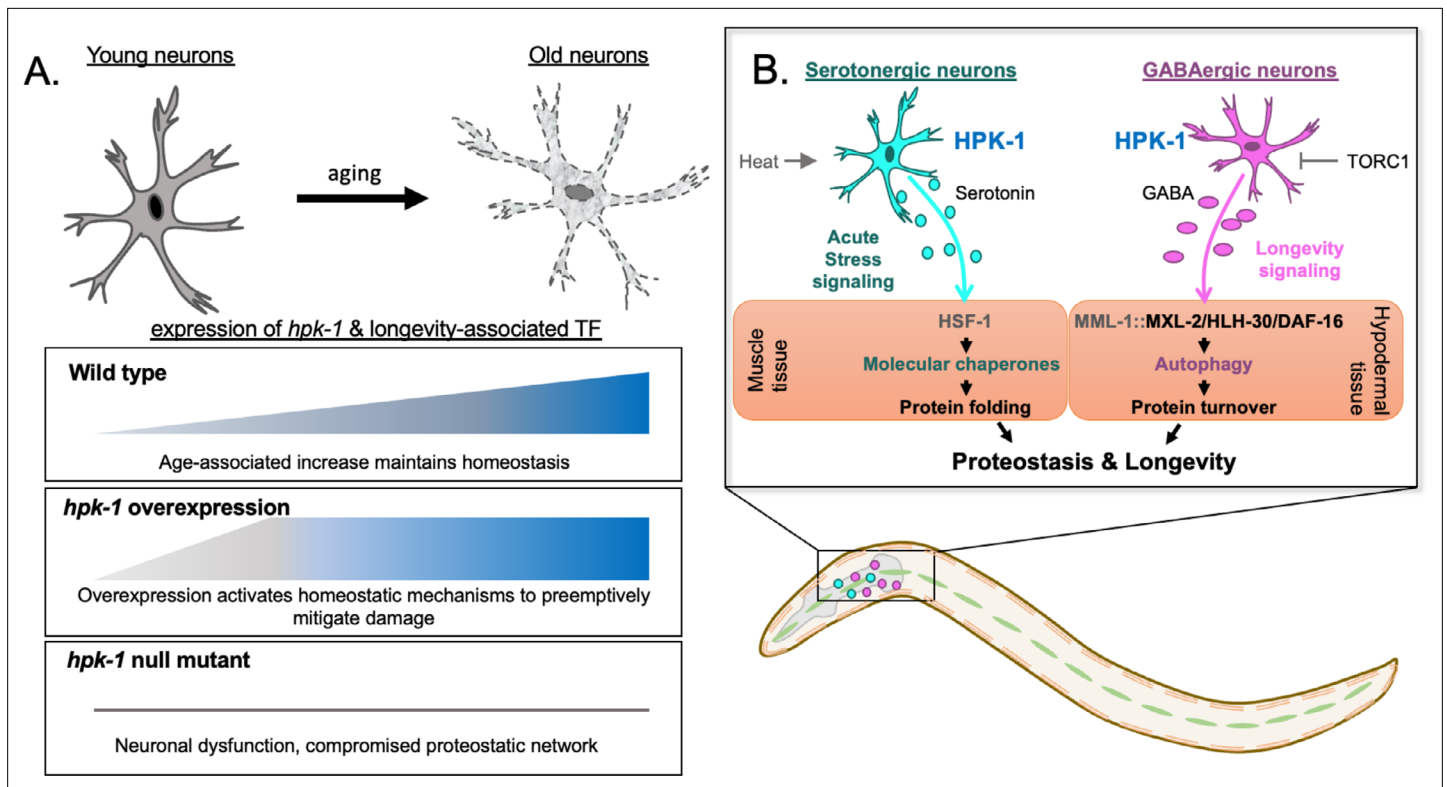 A.
Young neurons
Old neurons
aging
expression of hpk-1 & longevity-associated TF
Wild type
Age-associated increase maintains homeostasis
hpk-1 overexpression
Overexpression activates homeostatic mechanisms to preemptively
mitigate damage
hpk-1 null mutant
Neuronal dysfunction, compromised proteostatic network
B.
Serotonergic neurons
GABAergic neurons
HPK-1
HPK-1
Heat
TORC1
Serotonin
GABA
Acute
Stress
signaling
Longevity
signaling
Muscle
tissue
HSF-1
Molecular chaperones
Protein folding
MML-1::MXL-2/HLH-30/DAF-16
Autophagy
Protein turnover
Hypodermal
tissue
Proteostasis & Longevity